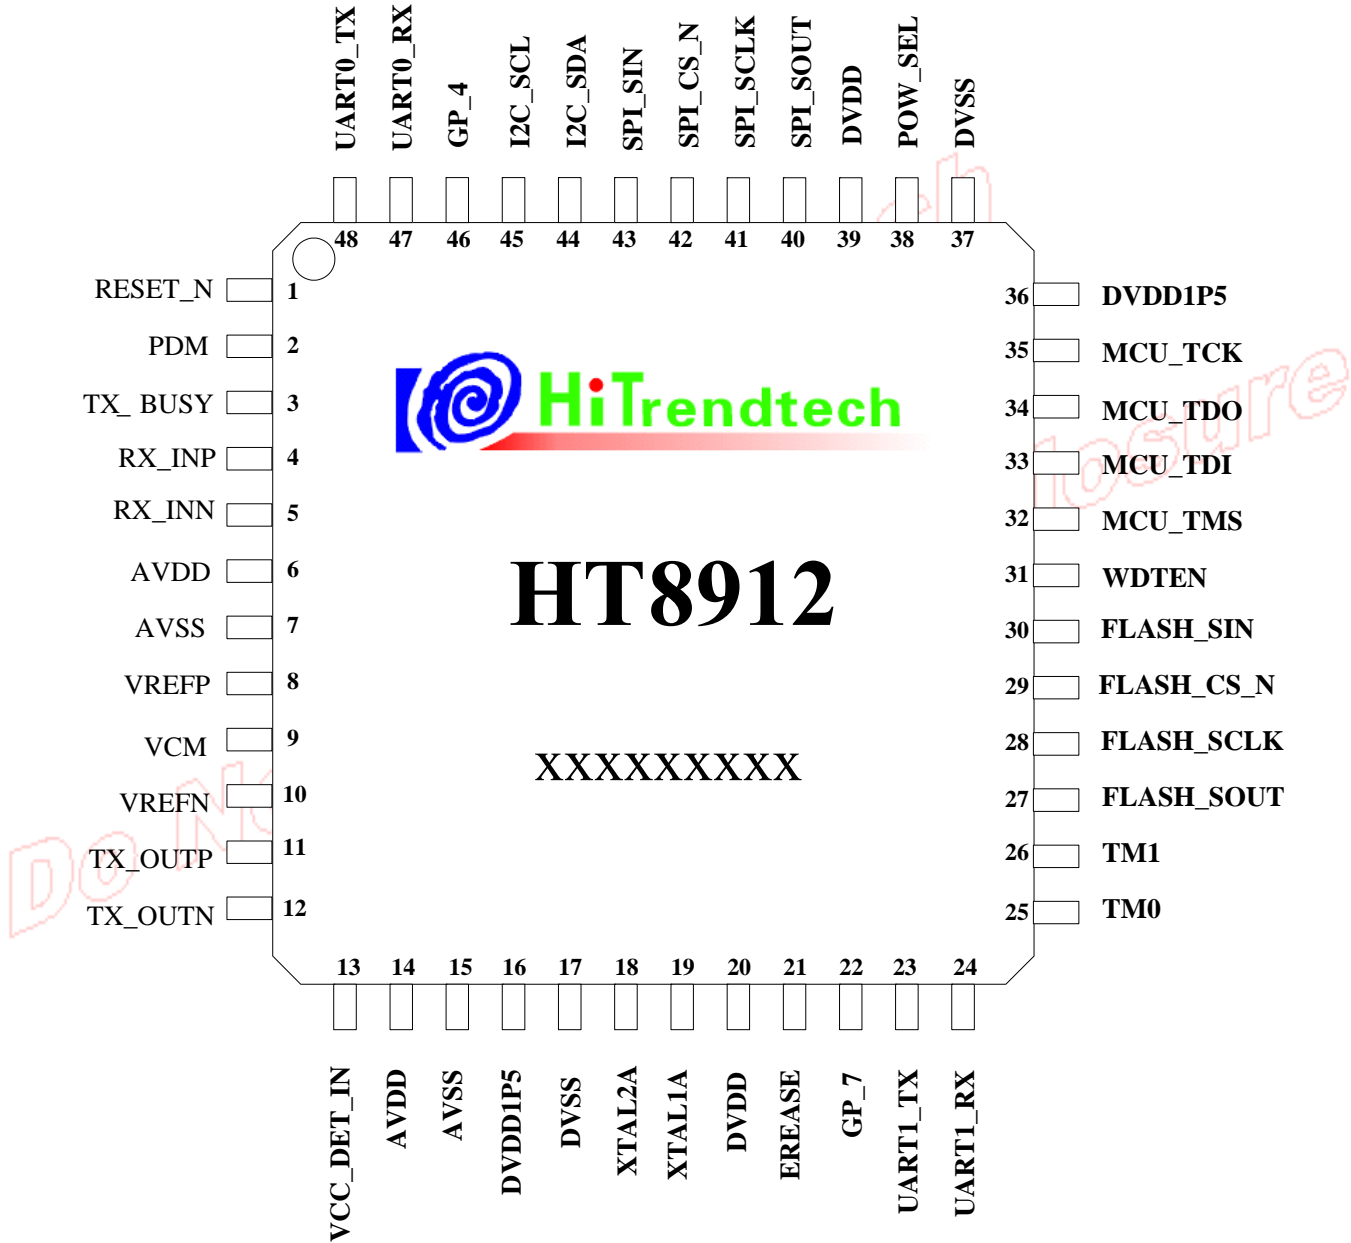 UART0_TX
UART0_RX
GP_4
I2C_SCL
I2C_SDA
SPI_SIN
SPI_CS_N
SPI_SCLK
SPI_SOUT
DVDD
POW_SEL
DVSS
48 47 46 45 44 43 42 41 40 39 38 37
RESET_N 1
PDM 2
TX_ BUSY 3
RX_INP 4
RX_INN 5
AVDD 6
AVSS 7
VREFP 8
VCM 9
VREFN 10
TX_OUTP 11
TX_OUTN 12
HiTrendtech
HT8912
XXXXXXXXX
36 DVDD1P5
35 MCU_TCK
34 MCU_TDO
33 MCU_TDI
32 MCU_TMS
31 WDTEN
30 FLASH_SIN
29 FLASH_CS_N
28 FLASH_SCLK
27 FLASH_SOUT
26 TM1
25 TM0
13 14 15 16 17 18 19 20 21 22 23 24
VCC_DET_IN
AVDD
AVSS
DVDD1P5
DVSS
XTAL2A
XTAL1A
DVDD
EREASE
GP_7
UART1_TX
UART1_RX
Do